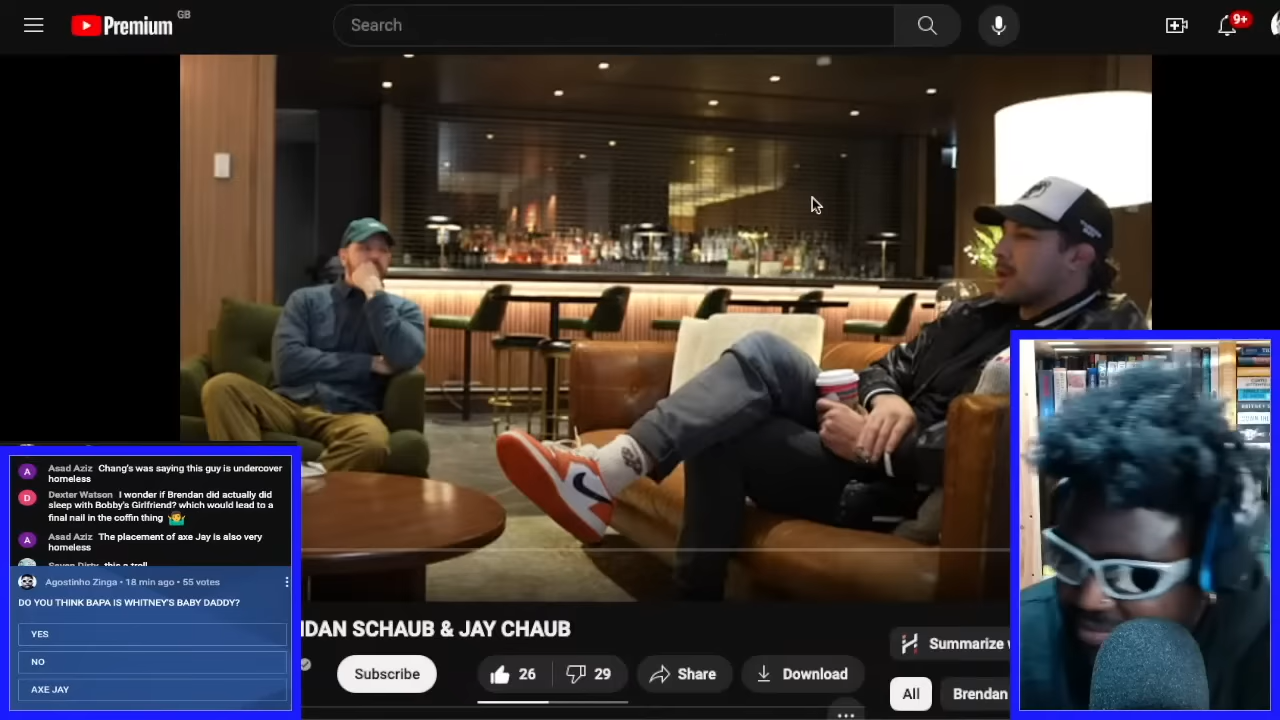 Premium GB
Search
9+
A Asad Aziz Chang's was saying this guy is undercover
homeless
D Dexter Watson I wonder if Brendan did actually did
sleep with Bobby's Girlfriend? which would lead to a
final nail in the coffin thing 🤷‍♂️
A Asad Aziz The placement of axe Jay is also very
homeless
this a troll
Agostinho Zinga • 18 min ago • 55 votes
DO YOU THINK BAPA IS WHITNEY'S BABY DADDY?
YES
NO
AXE JAY
IDAN SCHAUB & JAY CHAUB
Subscribe
26
29
Share
Download
Summarize
All
Brendan